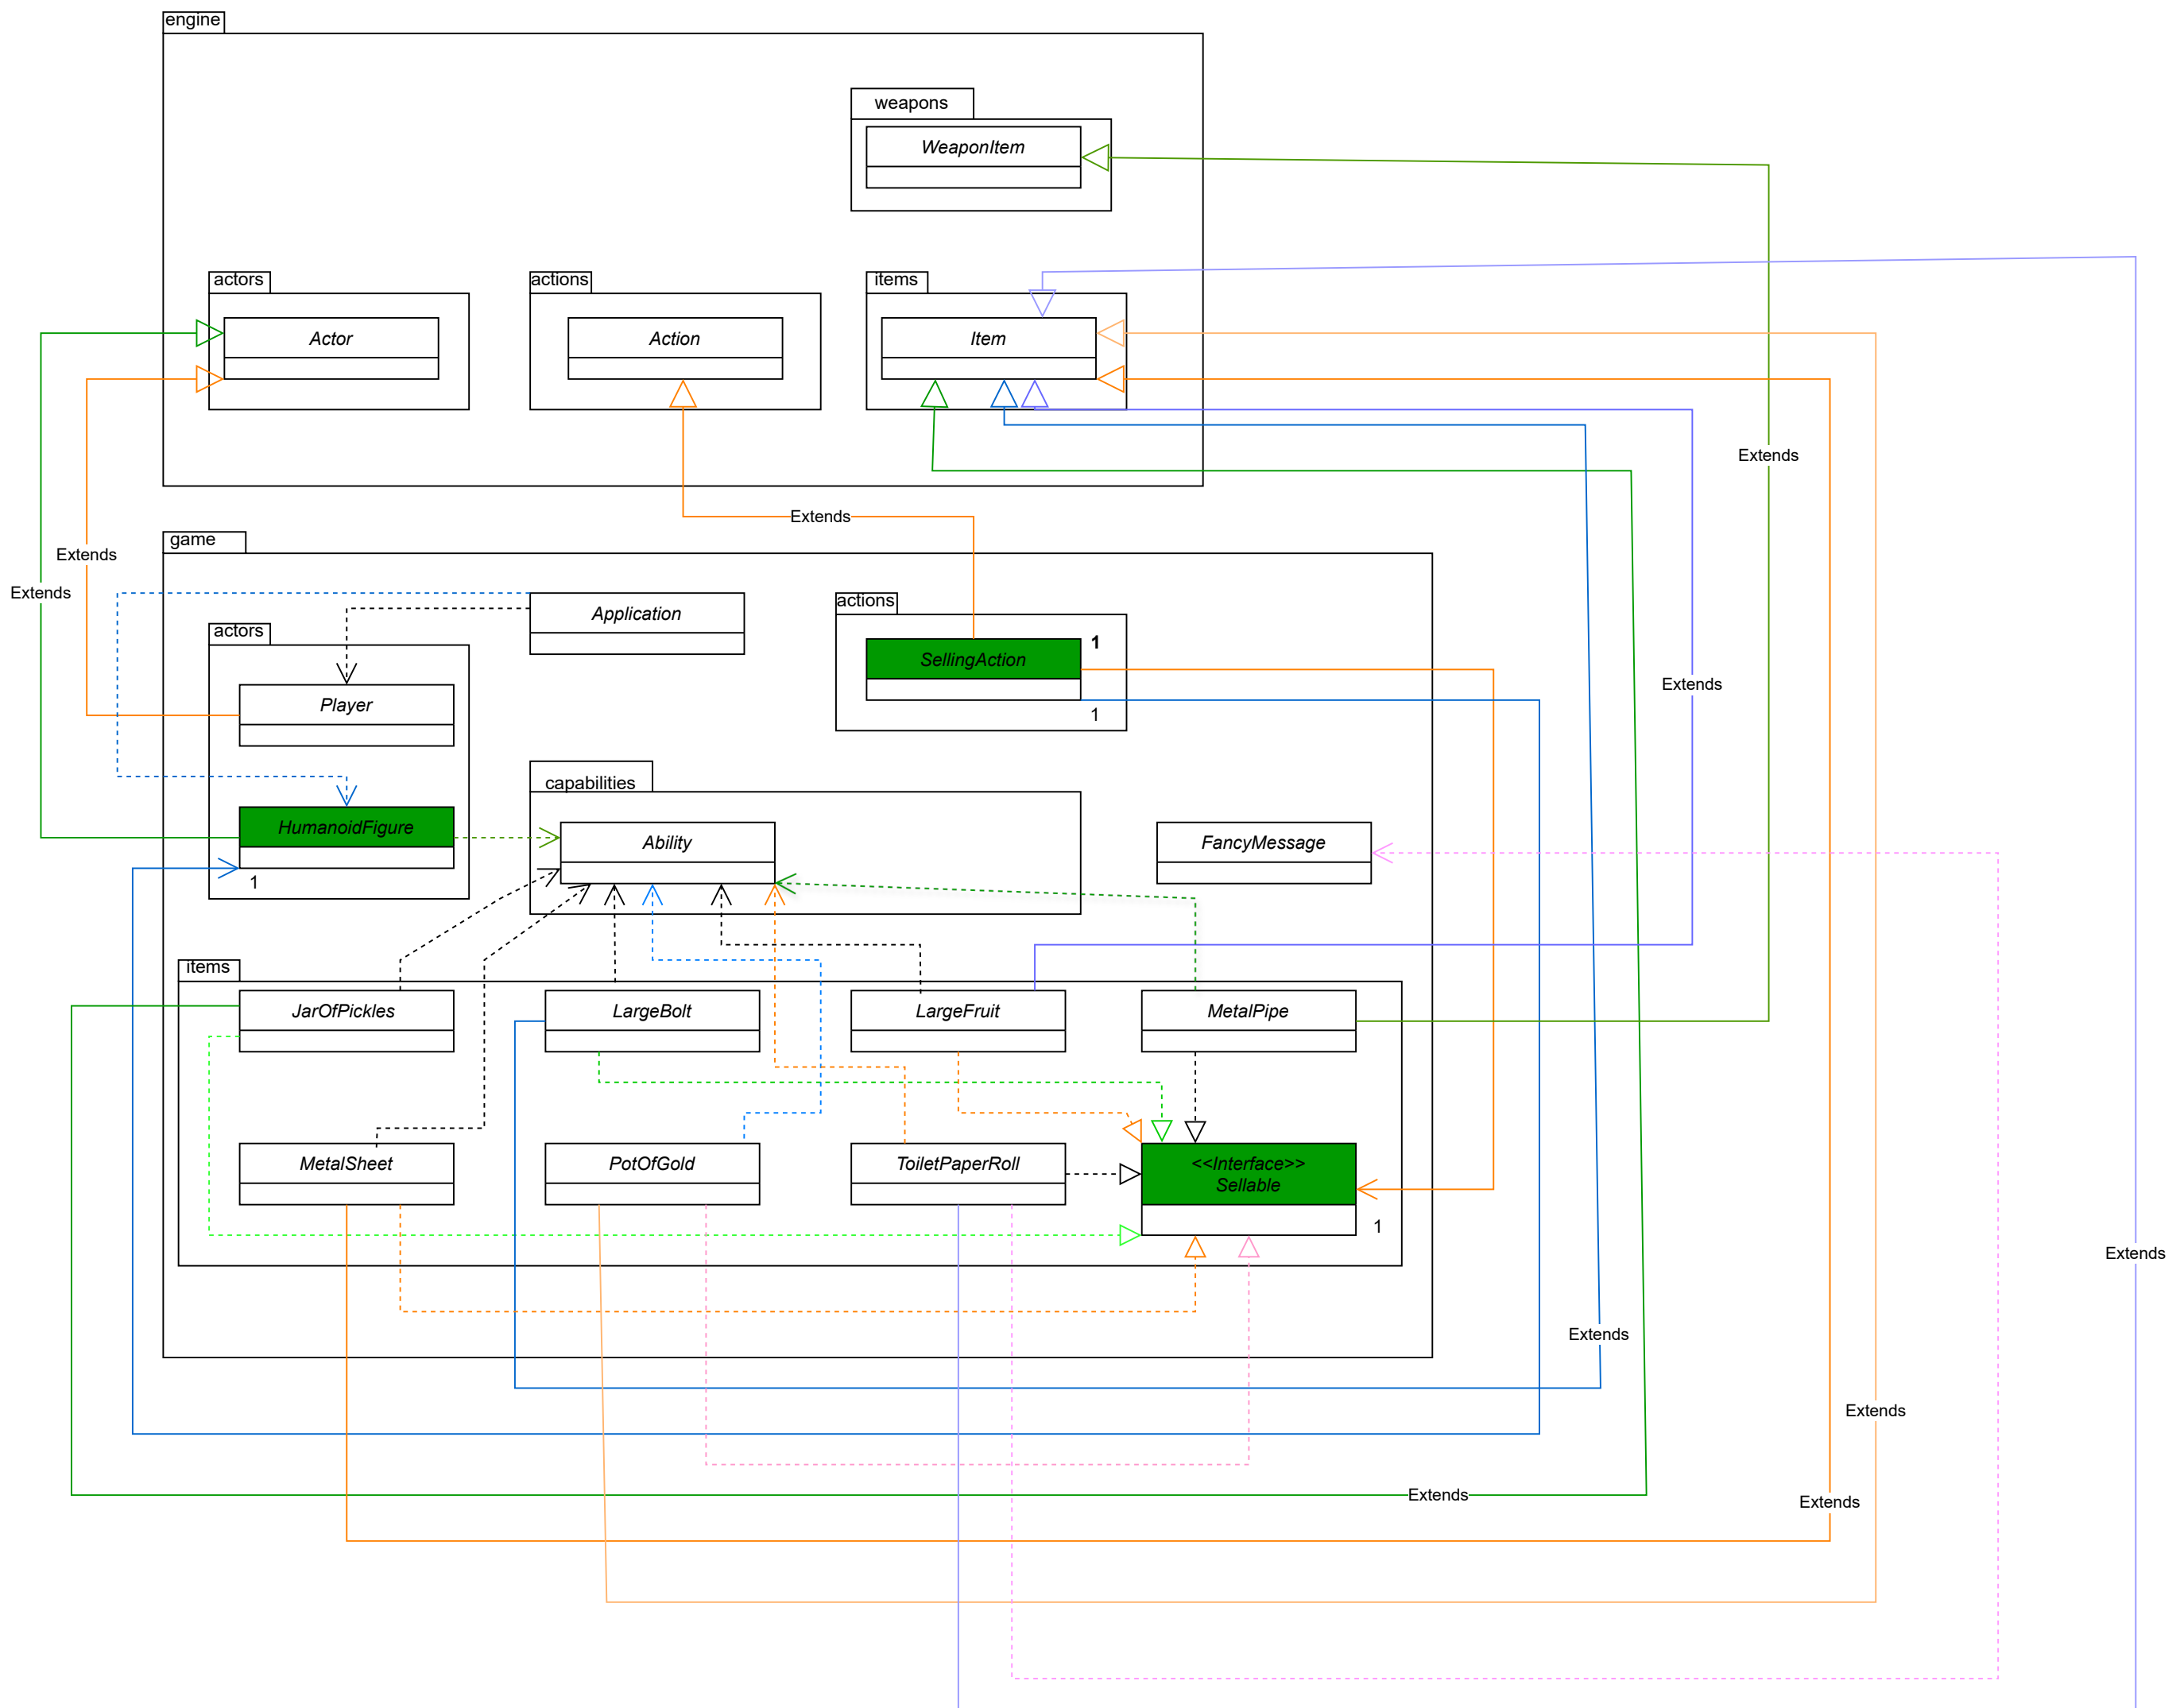 engine
weapons
WeaponItem
actors
actions
items
Actor
Action
Item
Extends
Extends
game
Extends
Extends
Application
actions
actors
1
SellingAction
Extends
Player
1
capabilities
HumanoidFigure
Ability
FancyMessage
1
items
JarOfPickles
LargeBolt
LargeFruit
MetalPipe
MetalSheet
PotOfGold
ToiletPaperRoll
<<Interface>>
Sellable
1
Extends
Extends
Extends
Extends
Extends